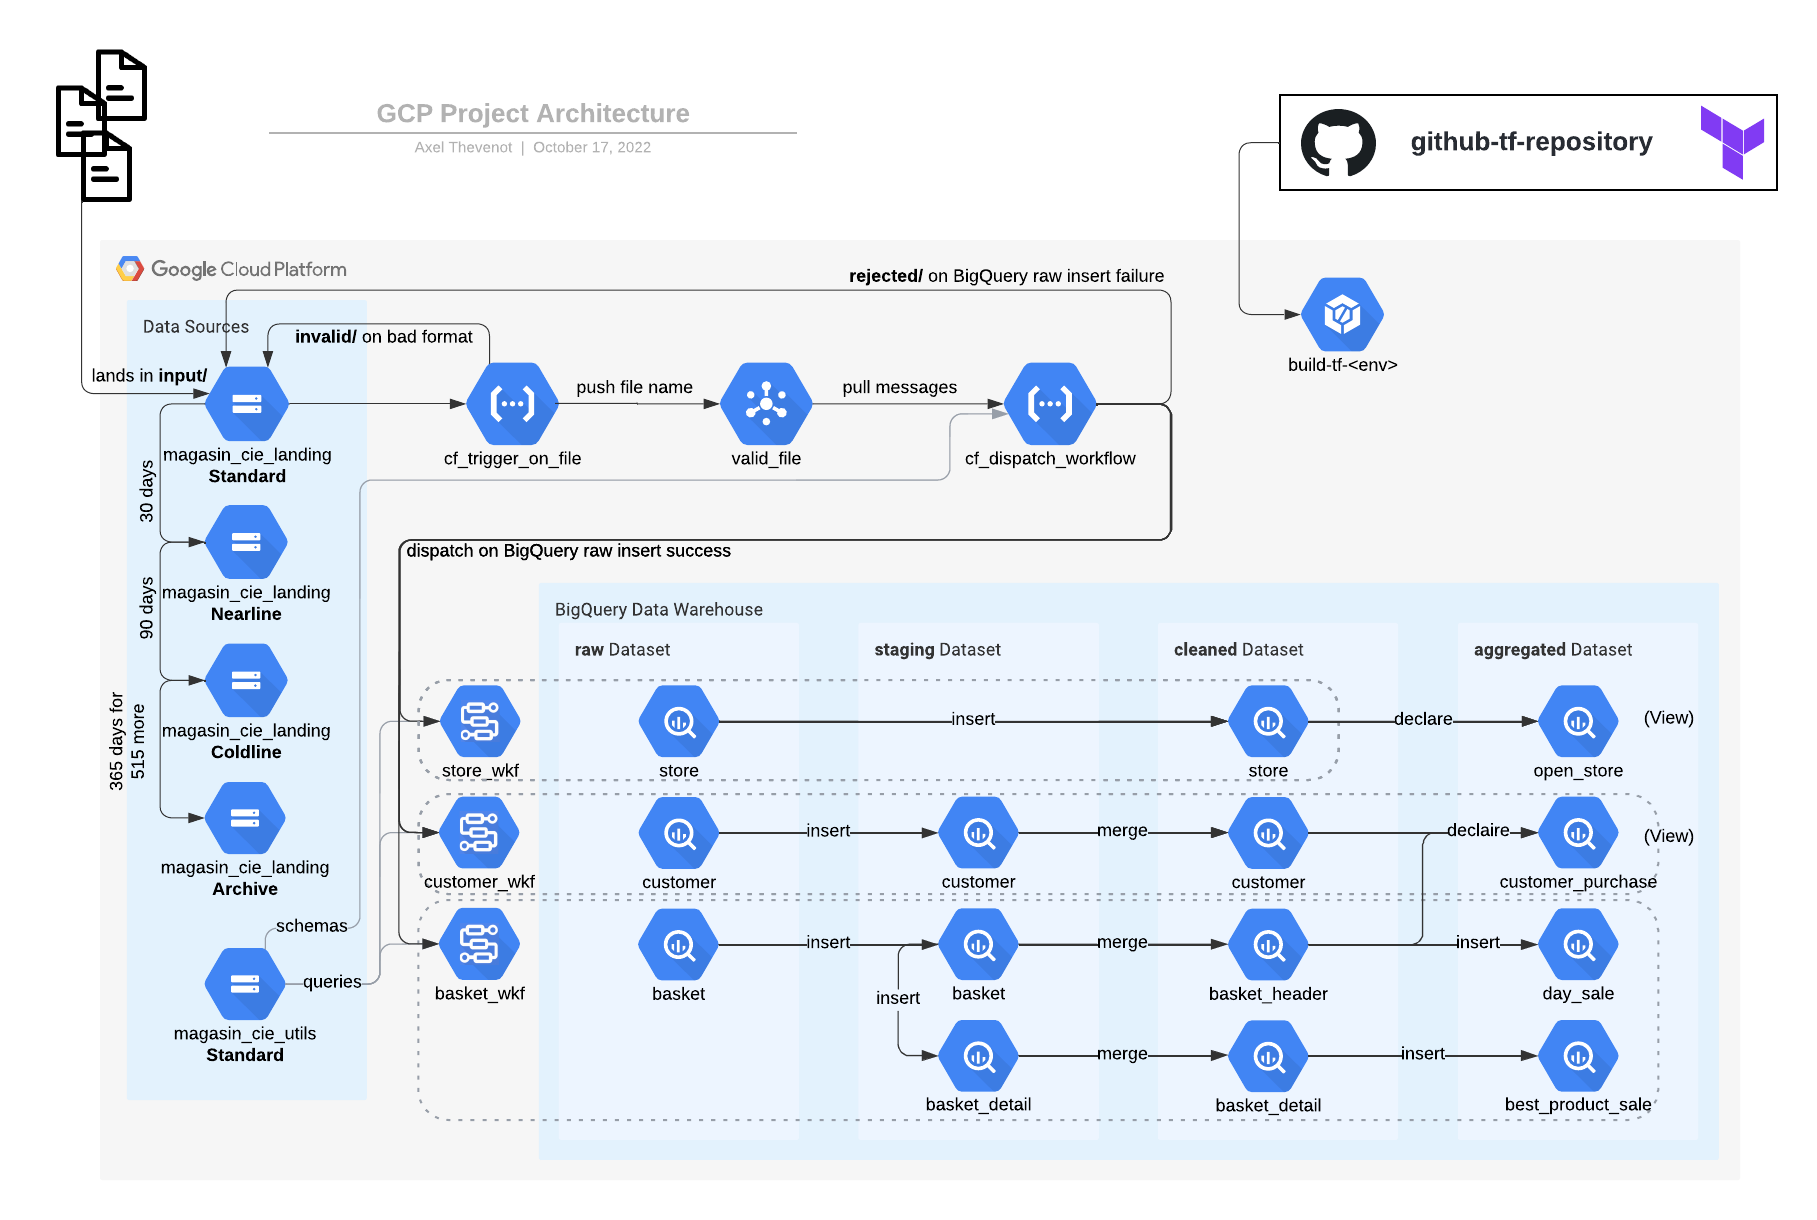 GCP Project Architecture
Axel Thevenot | October 17, 2022
github-tf-repository
Google Cloud Platform
rejected/ on BigQuery raw insert failure
Data Sources
invalid/ on bad format
build-tf-<env>
lands in input/
push file name
pull messages
magasin_cie_landing
Standard
cf_trigger_on_file
valid_file
cf_dispatch_workflow
30 days
dispatch on BigQuery raw insert success
magasin_cie_landing
Nearline
90 days
BigQuery Data Warehouse
raw Dataset
staging Dataset
cleaned Dataset
aggregated Dataset
magasin_cie_landing
Coldline
365 days for
515 more
insert
declare
(View)
store_wkf
store
store
open_store
magasin_cie_landing
Archive
insert
merge
declaire
(View)
customer_wkf
customer
customer
customer
customer_purchase
schemas
queries
insert
merge
insert
basket_wkf
basket
insert
basket
basket_header
day_sale
magasin_cie_utils
Standard
merge
insert
basket_detail
basket_detail
best_product_sale